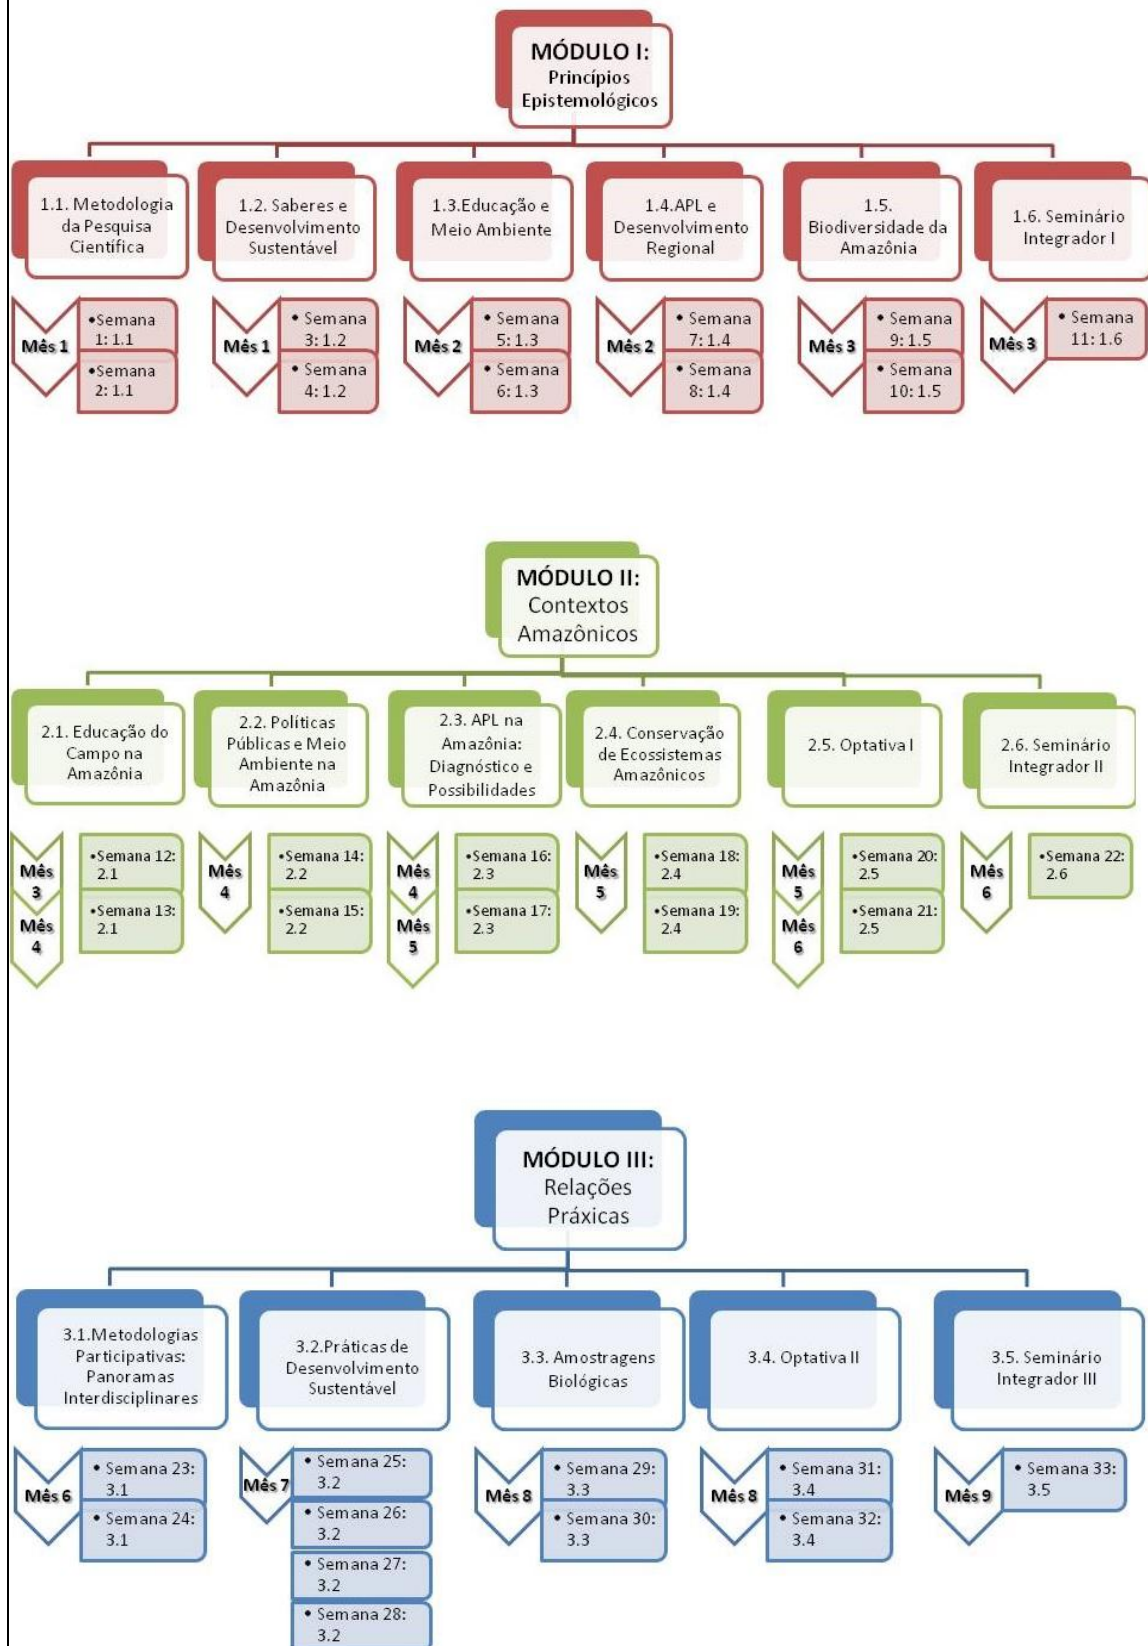 MÓDULO I:
Princípios
Epistemológicos
1.1. Metodologia
da Pesquisa
Científica
1.2. Saberes e
Desenvolvimento
Sustentável
1.3.Educação e
Meio Ambiente
1.4.APL e
Desenvolvimento
Regional
1.5.
Biodiversidade da
Amazônia
1.6. Seminário
Integrador I
Mês 1
•Semana
1: 1.1
•Semana
2: 1.1
Mês 1
• Semana
3: 1.2
• Semana
4: 1.2
Mês 2
• Semana
5: 1.3
• Semana
6: 1.3
Mês 2
• Semana
7: 1.4
• Semana
8: 1.4
Mês 3
• Semana
9: 1.5
• Semana
10: 1.5
Mês 3
• Semana
11: 1.6
MÓDULO II:
Contextos
Amazônicos
2.1. Educação do
Campo na
Amazônia
2.2. Políticas
Públicas e Meio
Ambiente na
Amazônia
2.3. APL na
Amazônia:
Diagnóstico e
Possibilidades
2.4. Conservação
de Ecossistemas
Amazônicos
2.5. Optativa I
2.6. Seminário
Integrador II
Mês
3
Mês
4
•Semana 12:
2.1
•Semana 13:
2.1
Mês
4
•Semana 14:
2.2
•Semana 15:
2.2
Mês
4
Mês
5
•Semana 16:
2.3
•Semana 17:
2.3
Mês
5
•Semana 18:
2.4
•Semana 19:
2.4
Mês
5
Mês
6
•Semana 20:
2.5
•Semana 21:
2.5
Mês
6
•Semana 22:
2.6
MÓDULO III:
Relações
Práxicas
3.1.Metodologias
Participativas:
Panoramas
Interdisciplinares
3.2.Práticas de
Desenvolvimento
Sustentável
3.3. Amostragens
Biológicas
3.4. Optativa II
3.5. Seminário
Integrador III
Mês 6
• Semana 23:
3.1
• Semana 24:
3.1
Mês 7
• Semana 25:
3.2
• Semana 26:
3.2
• Semana 27:
3.2
• Semana 28:
3.2
Mês 8
• Semana 29:
3.3
• Semana 30:
3.3
Mês 8
• Semana 31:
3.4
• Semana 32:
3.4
Mês 9
• Semana 33:
3.5